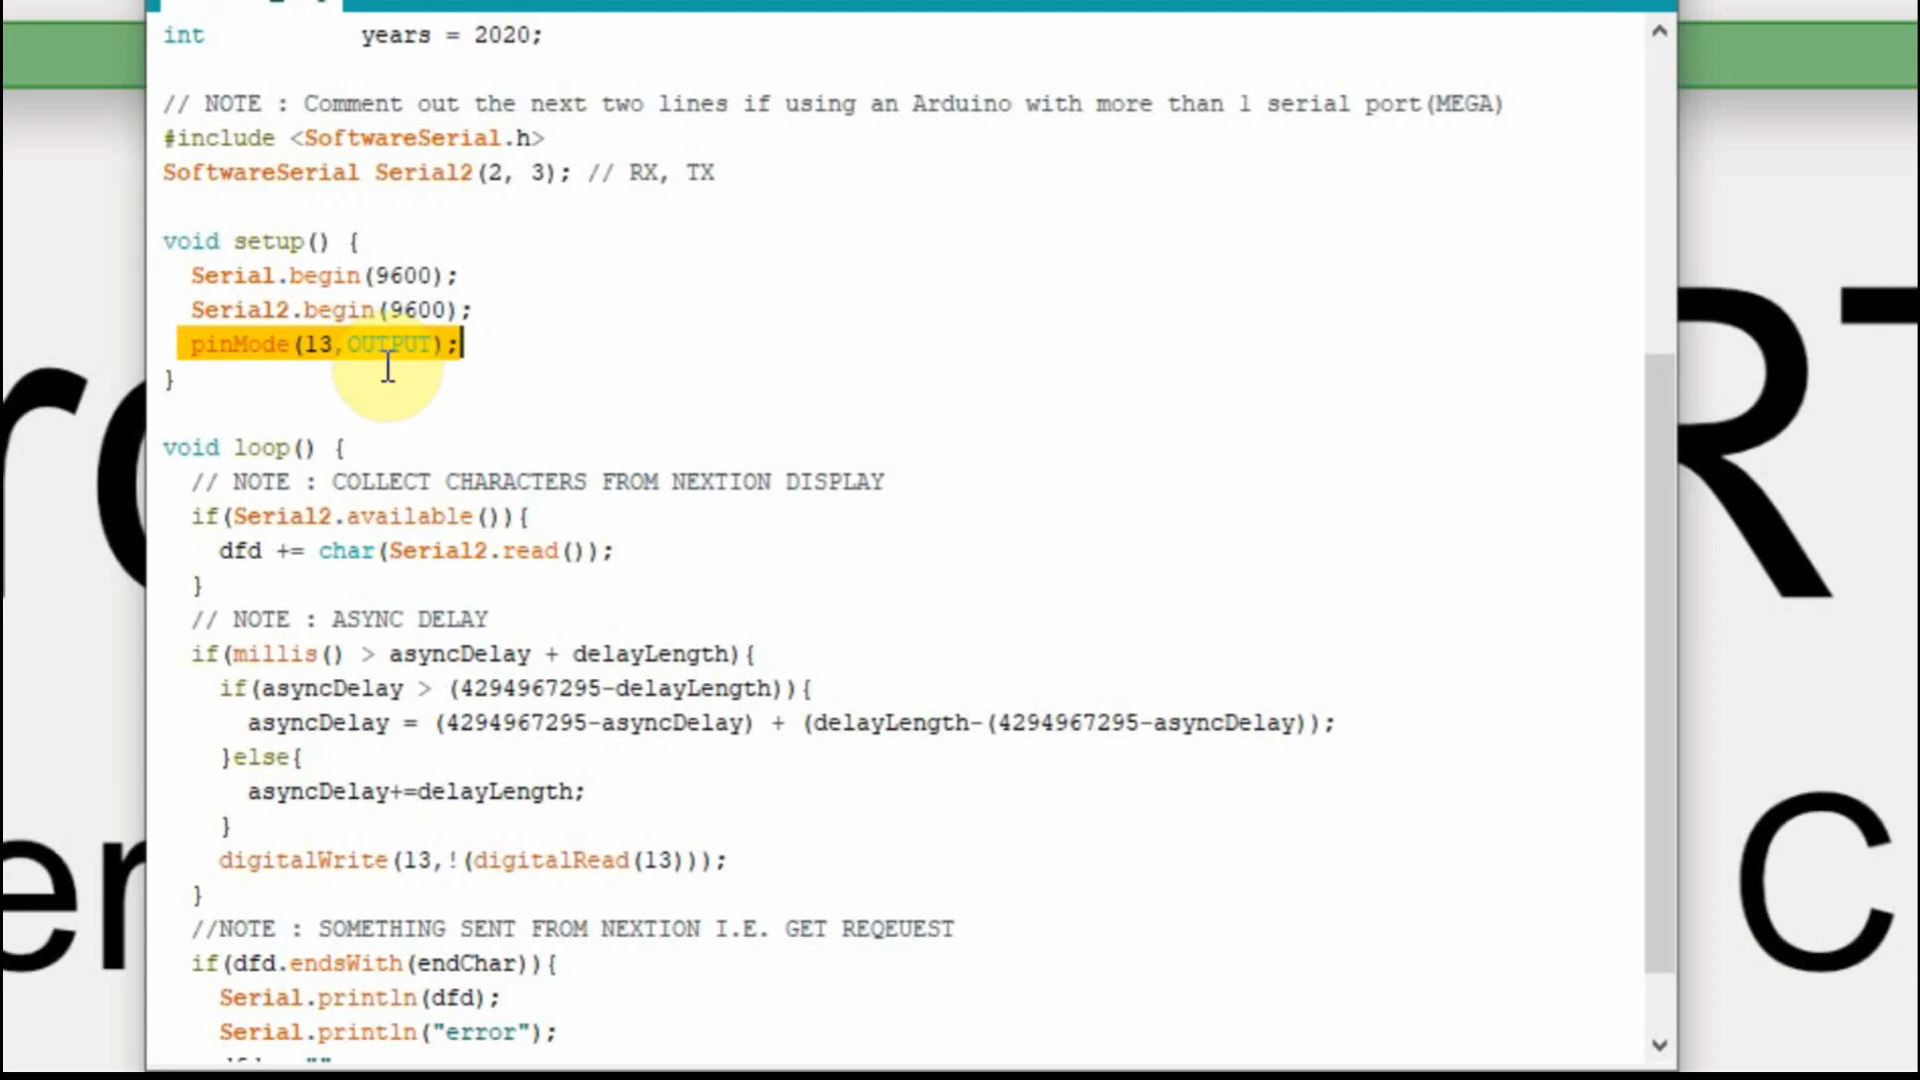 int years = 2020;
// NOTE : Comment out the next two lines if using an Arduino with more than 1 serial port(MEGA)
#include <SoftwareSerial.h>
SoftwareSerial Serial2(2, 3); // RX, TX
void setup() {
Serial.begin(9600);
Serial2.begin(9600);
pinMode(13,OUTPUT);
}
void loop() {
// NOTE : COLLECT CHARACTERS FROM NEXTION DISPLAY
if(Serial2.available()){
dfd += char(Serial2.read());
}
// NOTE : ASYNC DELAY
if(millis() > asyncDelay + delayLength){
if(asyncDelay > (4294967295-delayLength)){
asyncDelay = (4294967295-asyncDelay) + (delayLength-(4294967295-asyncDelay));
}else{
asyncDelay+=delayLength;
}
digitalWrite(13,!(digitalRead(13)));
}
//NOTE : SOMETHING SENT FROM NEXTION I.E. GET REQEUEST
if(dfd.endsWith(endChar)){
Serial.println(dfd);
Serial.println("error");